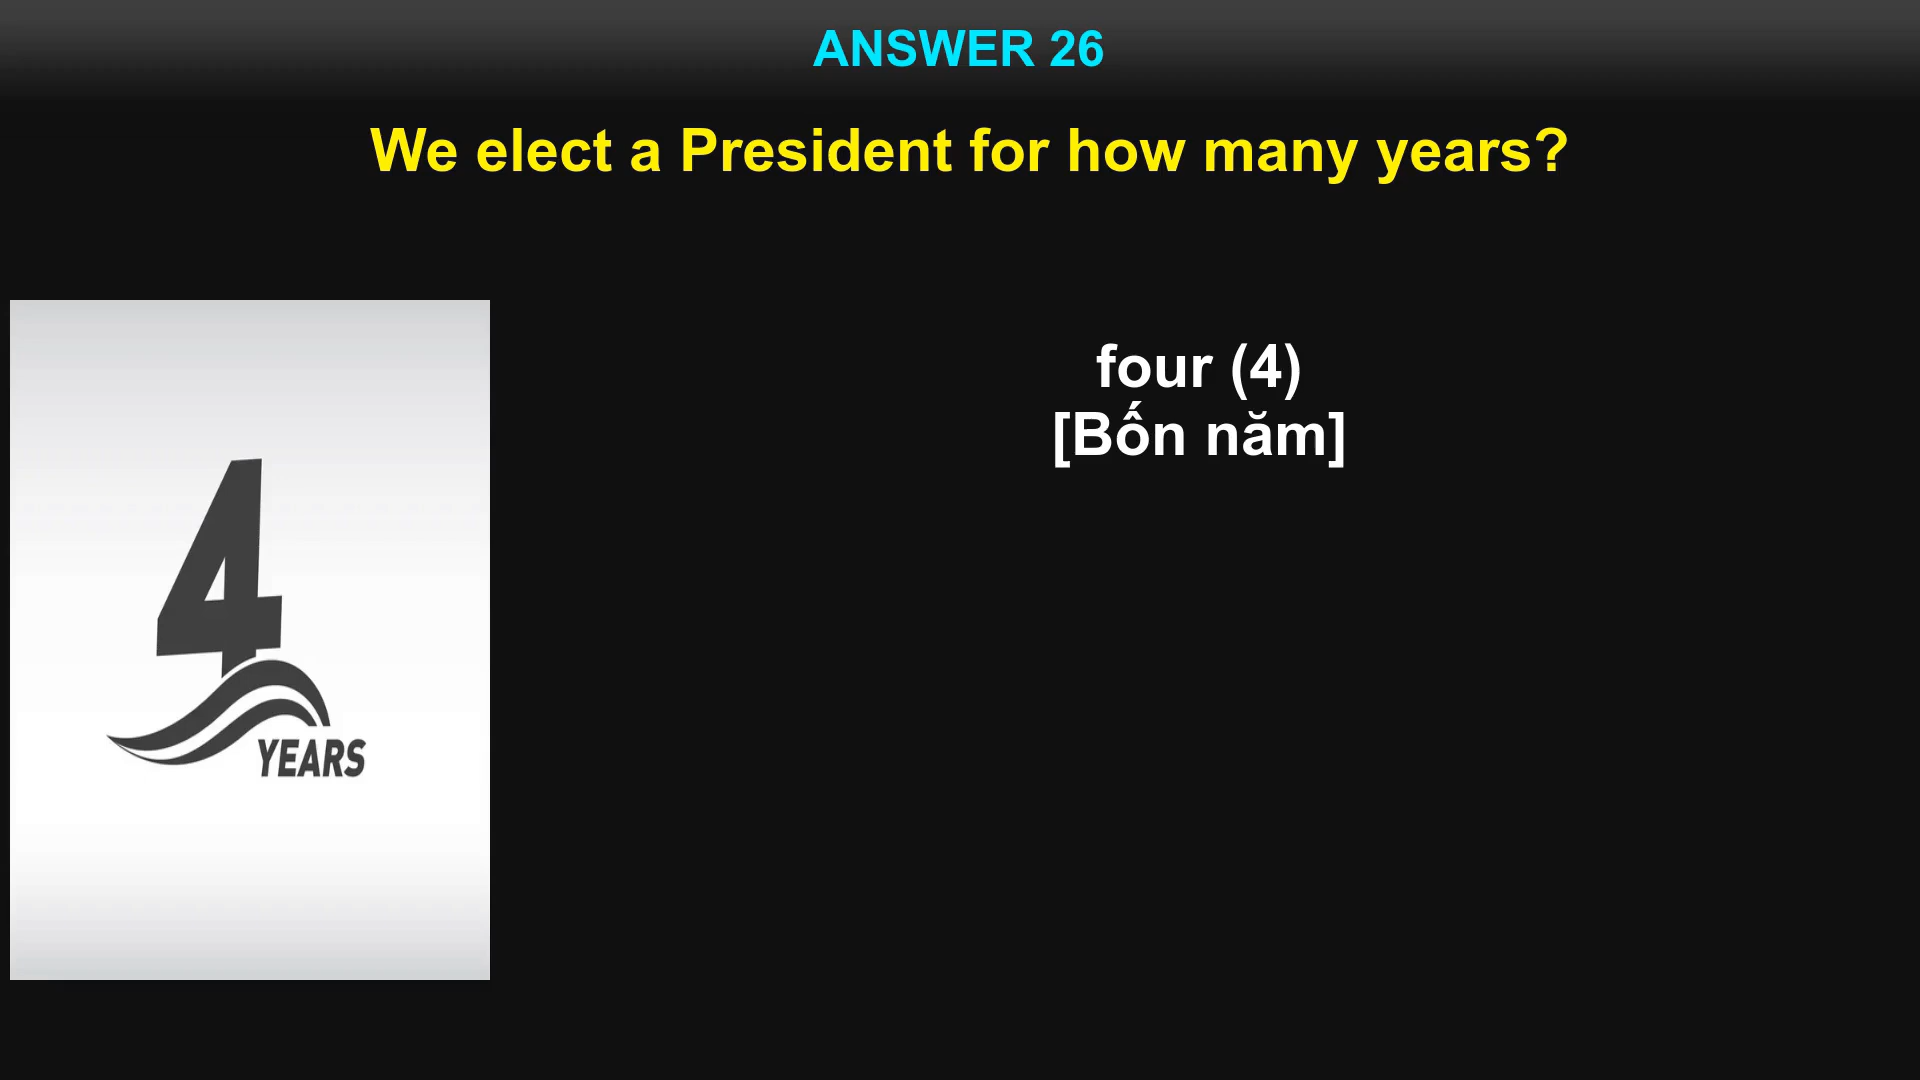 ANSWER 26
We elect a President for how many years?
four (4)
[Bốn năm]
4
YEARS